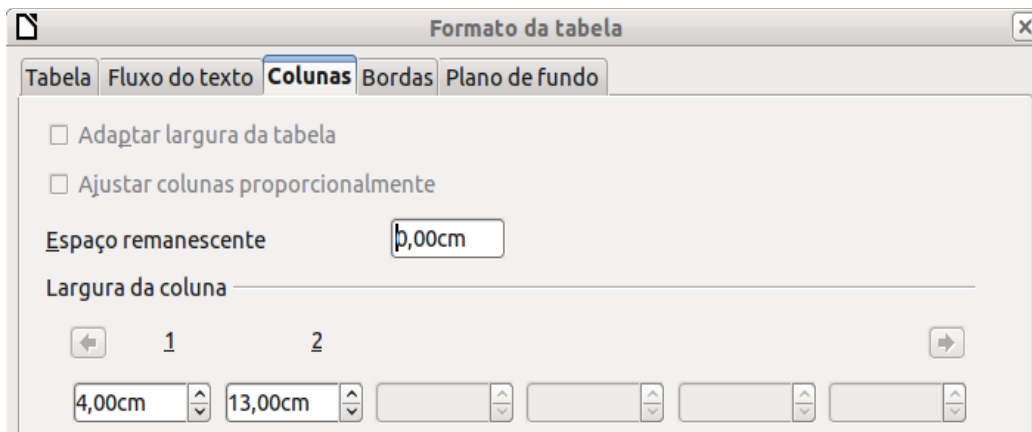 Formato da tabela
Tabela Fluxo do texto Colunas Bordas Plano de fundo
Adaptar largura da tabela
Ajustar colunas proporcionalmente
Espaço remanescente 0,00cm
Largura da coluna
1 2
4,00cm 13,00cm